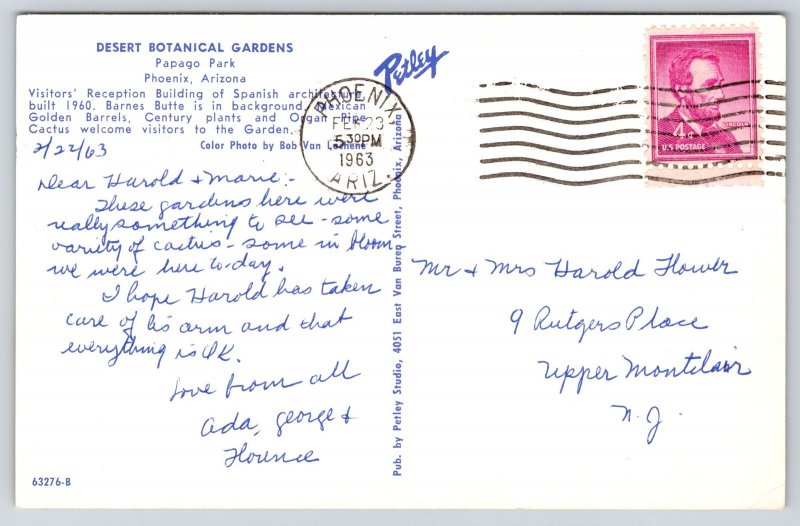 DESERT BOTANICAL GARDENS
Papago Park
Phoenix, Arizona
Visitors' Reception Building of Spanish architecture,
built 1960. Barnes Butte is in background. Mexican
Golden Barrels, Century plants and Organ Pipe
Cactus welcome visitors to the Garden.
Color Photo by Bob Van Luchene
2/22/63
Dear Harold & Marie:-
These gardens here were
really something to see - some
variety of cactus - some in bloom -
we were here to-day.
I hope Harold has taken
care of his arm and that
everything is OK.
Love from all
Ada, George &
Florence
63276-B
Petley
Pub. by Petley Studio, 4051 East Van Buren Street, Phoenix, Arizona
PHOENIX
FEB 23
5 30PM
1963
ARIZ.
LINCOLN
4¢
U.S. POSTAGE
Mr & Mrs Harold Flower
9 Rutgers Place
Upper Montclair
N.J.